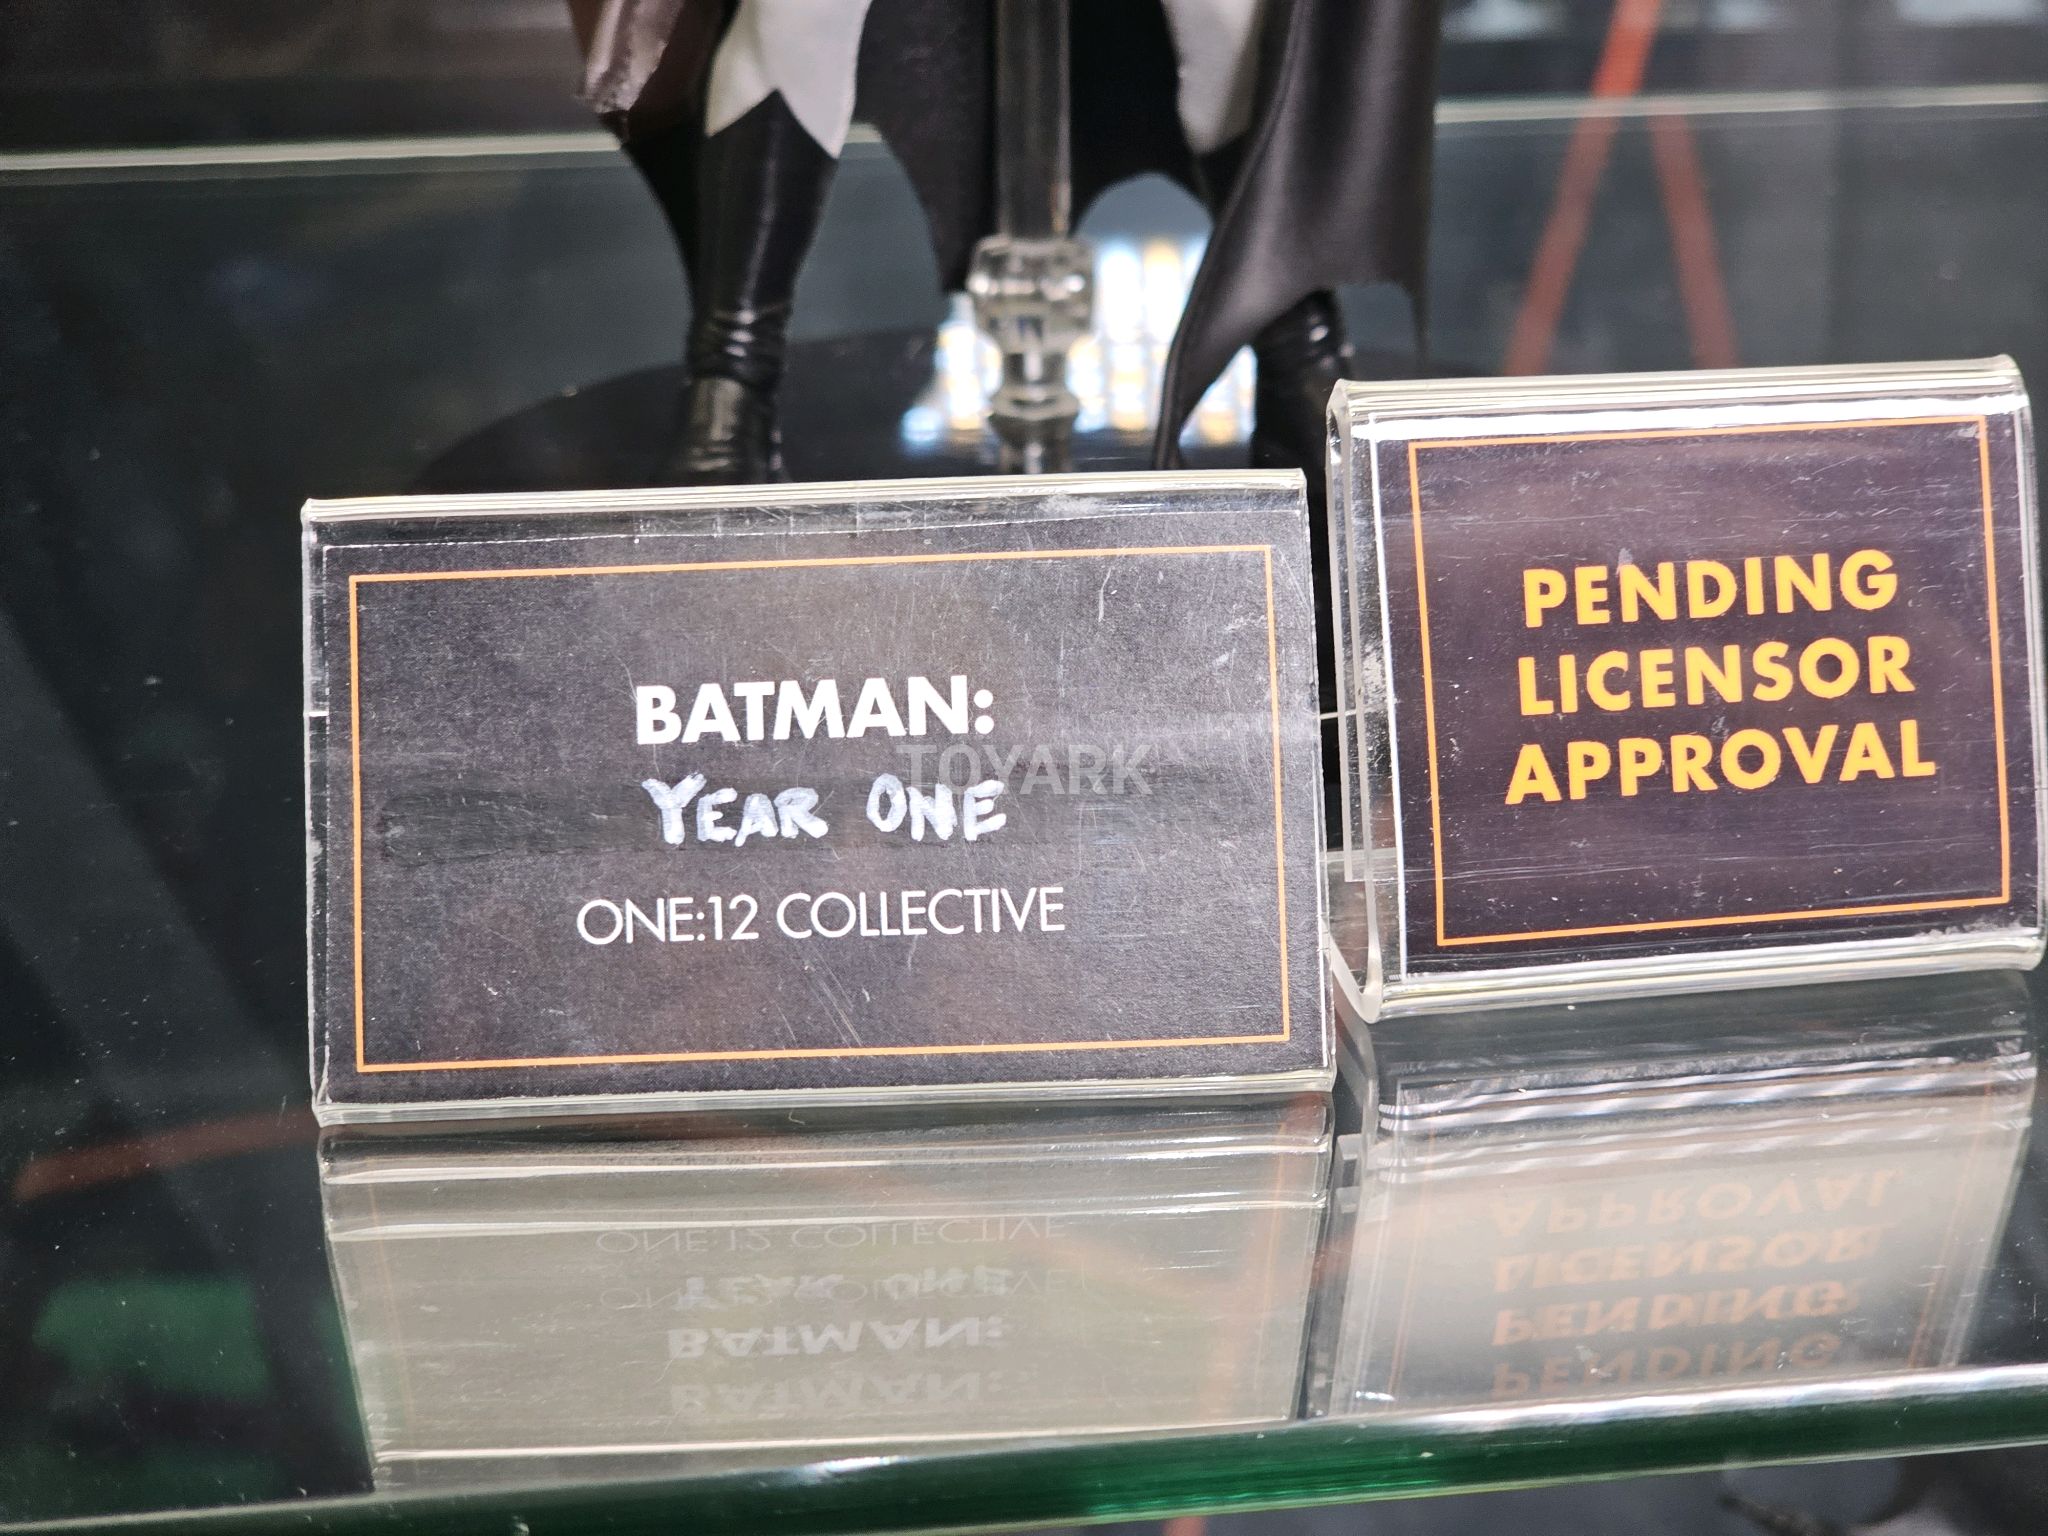 BATMAN:
YEAR ONE
ONE:12 COLLECTIVE
PENDING
LICENSOR
APPROVAL
TOYARK